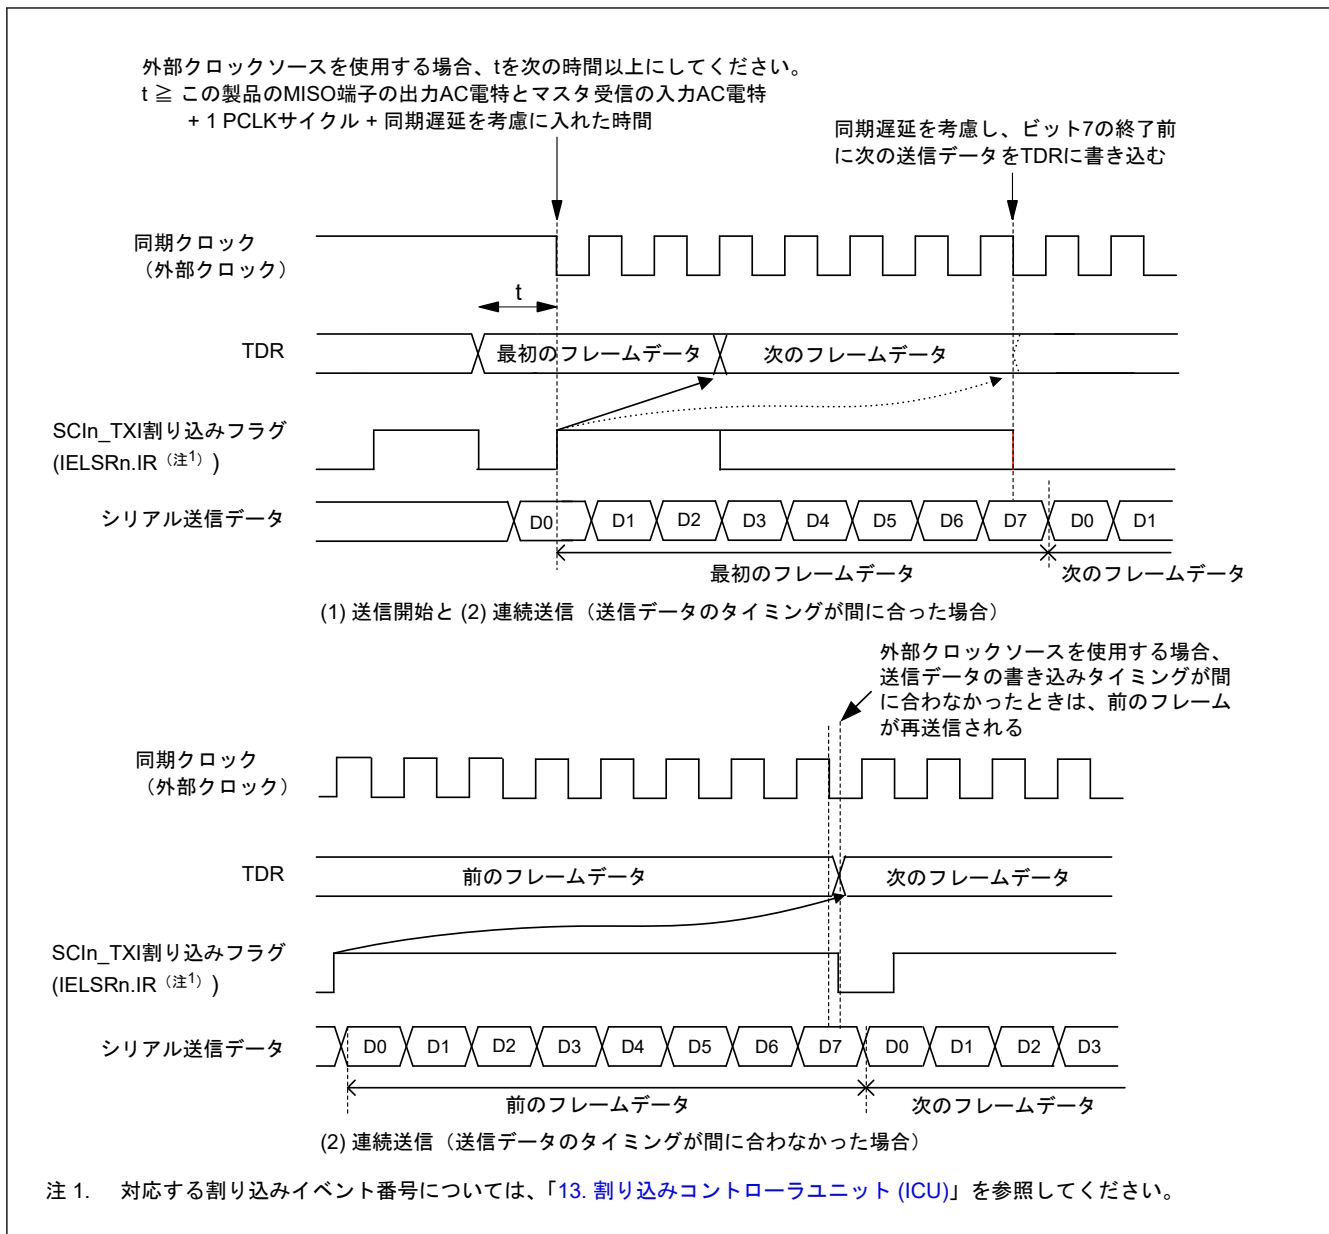 外部クロックソースを使用する場合、tを次の時間以上にしてください。
t ≧ この製品のMISO端子の出力AC電特とマスタ受信の入力AC電特
+ 1 PCLKサイクル + 同期遅延を考慮に入れた時間
同期遅延を考慮し、ビット7の終了前
に次の送信データをTDRに書き込む
同期クロック
（外部クロック）
t
TDR
最初のフレームデータ
次のフレームデータ
SCIn_TXI割り込みフラグ
(IELSRn.IR（注1）)
シリアル送信データ
D0 D1 D2 D3 D4 D5 D6 D7 D0 D1
最初のフレームデータ
次のフレームデータ
(1) 送信開始と (2) 連続送信（送信データのタイミングが間に合った場合）
外部クロックソースを使用する場合、
送信データの書き込みタイミングが間
に合わなかったときは、前のフレーム
が再送信される
同期クロック
（外部クロック）
TDR
前のフレームデータ
次のフレームデータ
SCIn_TXI割り込みフラグ
(IELSRn.IR（注1）)
シリアル送信データ
D0 D1 D2 D3 D4 D5 D6 D7 D0 D1 D2 D3
前のフレームデータ
次のフレームデータ
(2) 連続送信（送信データのタイミングが間に合わなかった場合）
注 1. 対応する割り込みイベント番号については、「13. 割り込みコントローラユニット (ICU)」を参照してください。